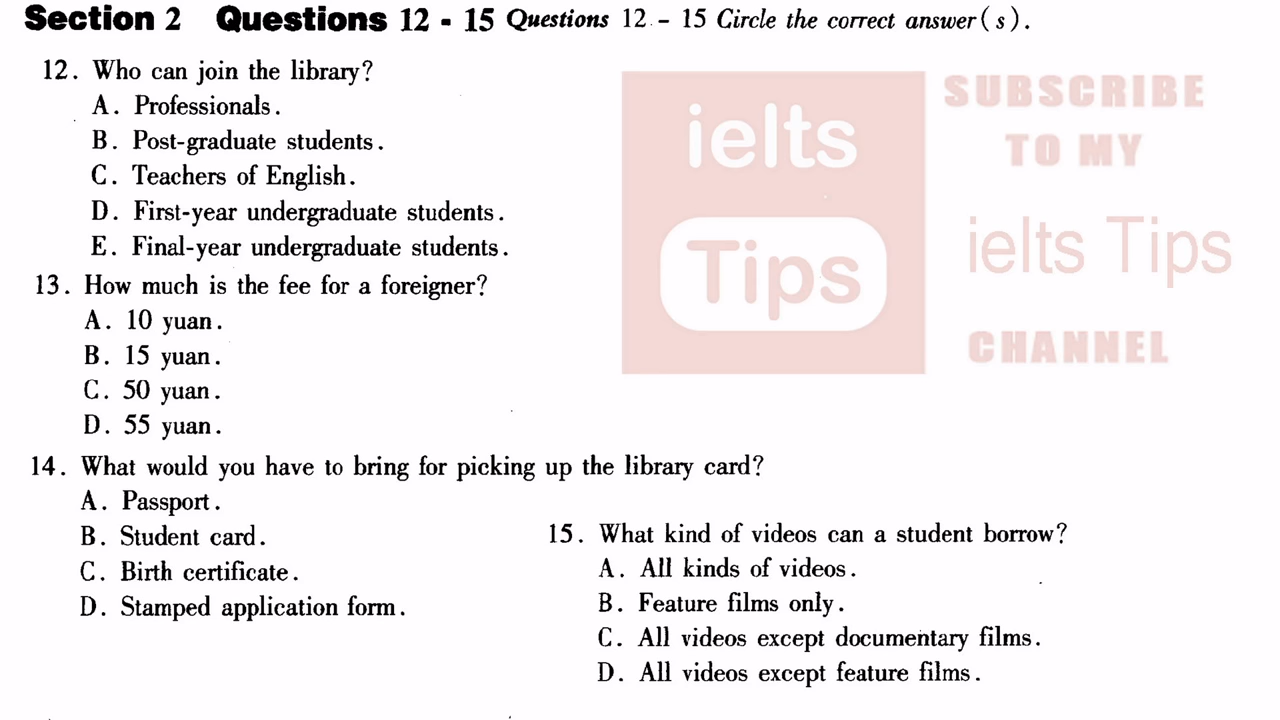 Section 2 Questions 12 - 15 Questions 12 - 15 Circle the correct answer(s).
12. Who can join the library?
A. Professionals.
B. Post-graduate students.
C. Teachers of English.
D. First-year undergraduate students.
E. Final-year undergraduate students.
13. How much is the fee for a foreigner?
A. 10 yuan.
B. 15 yuan.
C. 50 yuan.
D. 55 yuan.
14. What would you have to bring for picking up the library card?
A. Passport.
B. Student card.
C. Birth certificate.
D. Stamped application form.
15. What kind of videos can a student borrow?
A. All kinds of videos.
B. Feature films only.
C. All videos except documentary films.
D. All videos except feature films.
ielts
Tips
SUBSCRIBE
TO MY
ielts Tips
CHANNEL